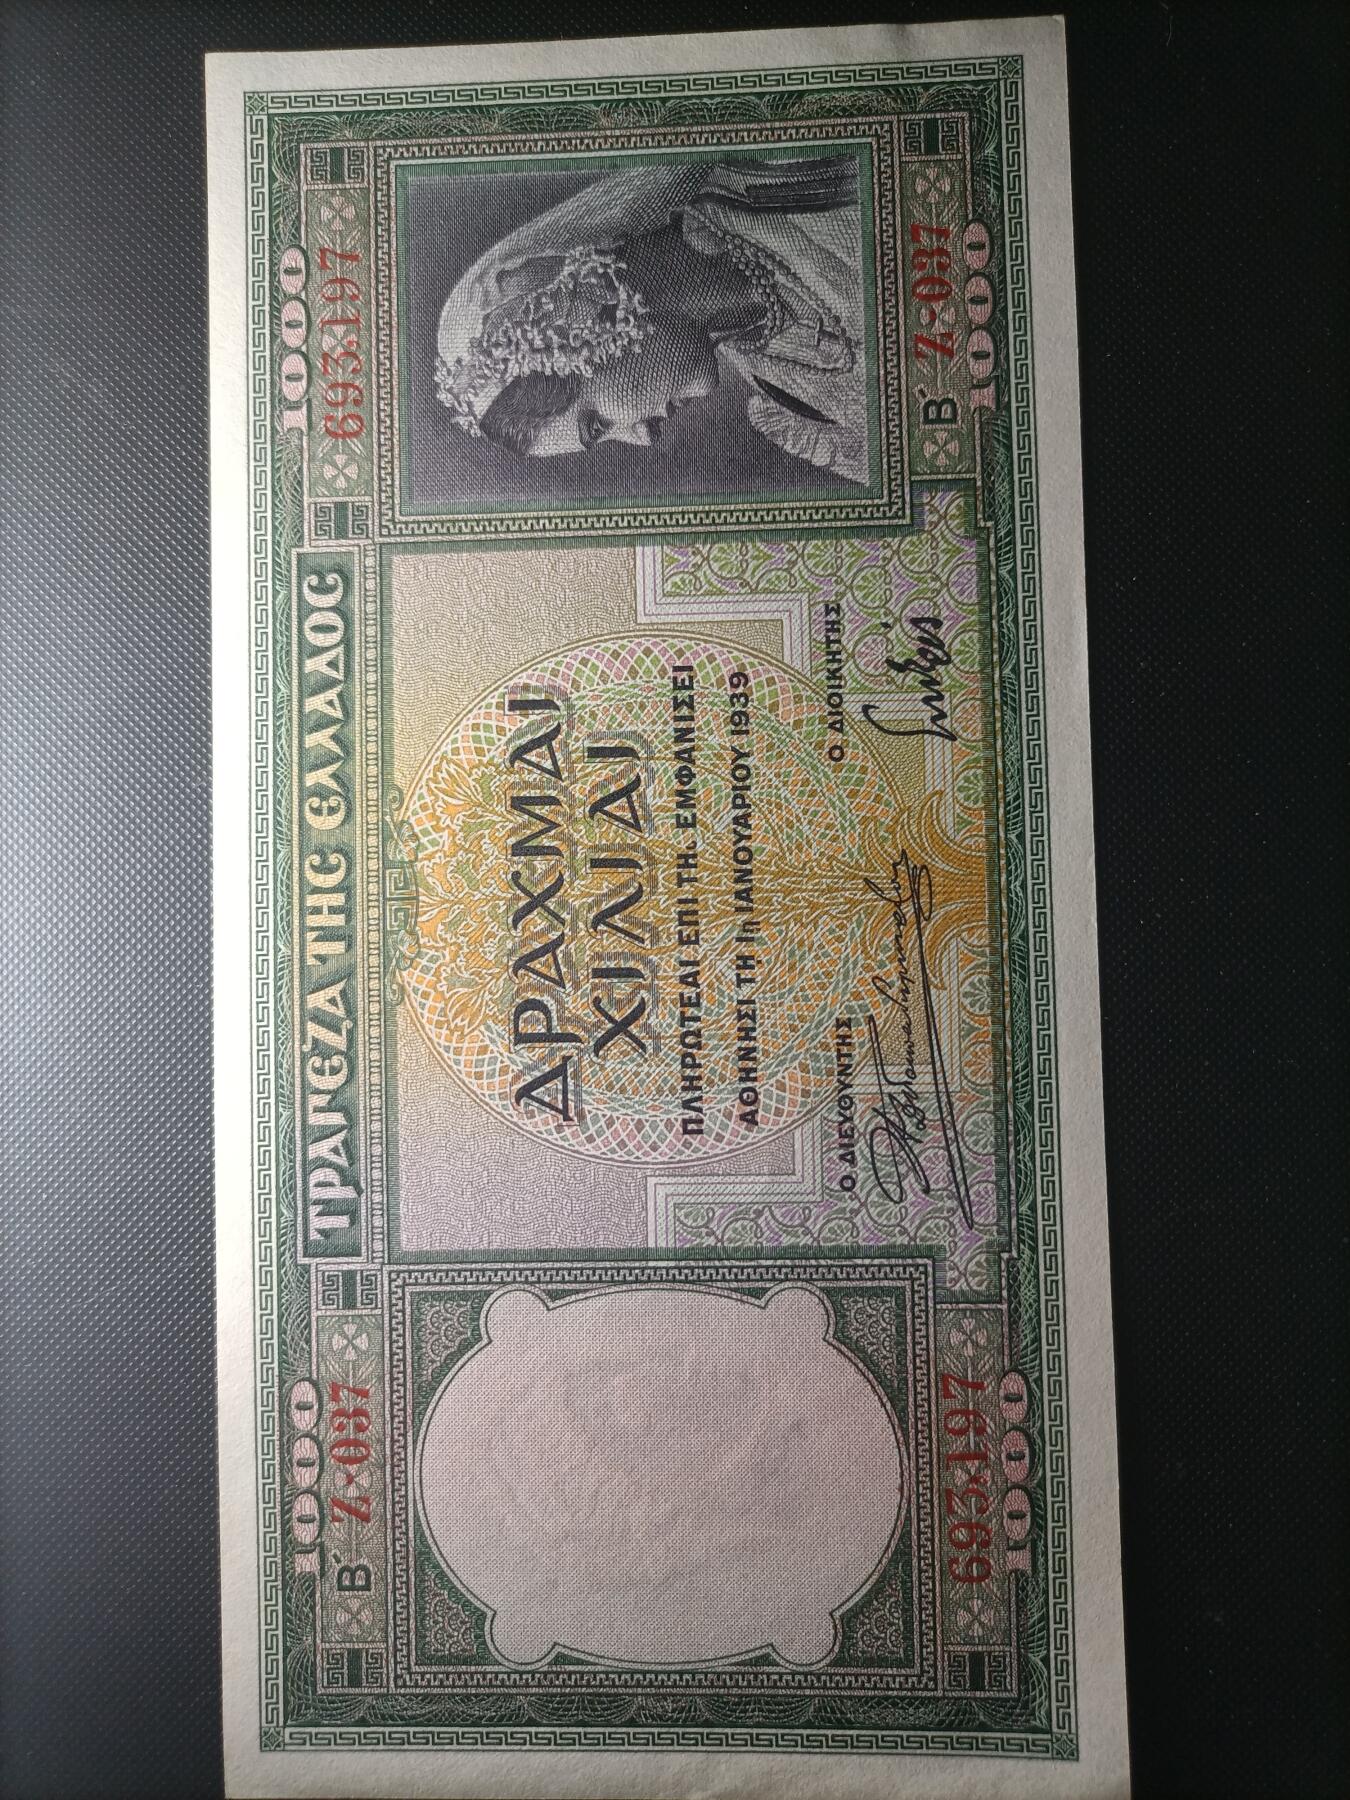 1000
1000
ΤΡΑΠΕΖΑ ΤΗΣ ΕΛΛΑΔΟΣ
Β΄ Ζ·037
693,197
ΔΡΑΧΜΑΙ
ΧΙΛΙΑΙ
ΠΛΗΡΩΤΕΑΙ ΕΠΙ ΤΗι ΕΜΦΑΝΙΣΕΙ
ΑΘΗΝΗΣΙ ΤΗ 1η ΙΑΝΟΥΑΡΙΟΥ 1939
Ο ΔΙΕΥΘΥΝΤΗΣ
Ο ΔΙΟΙΚΗΤΗΣ
693,197
Β΄ Ζ·037
1000
1000